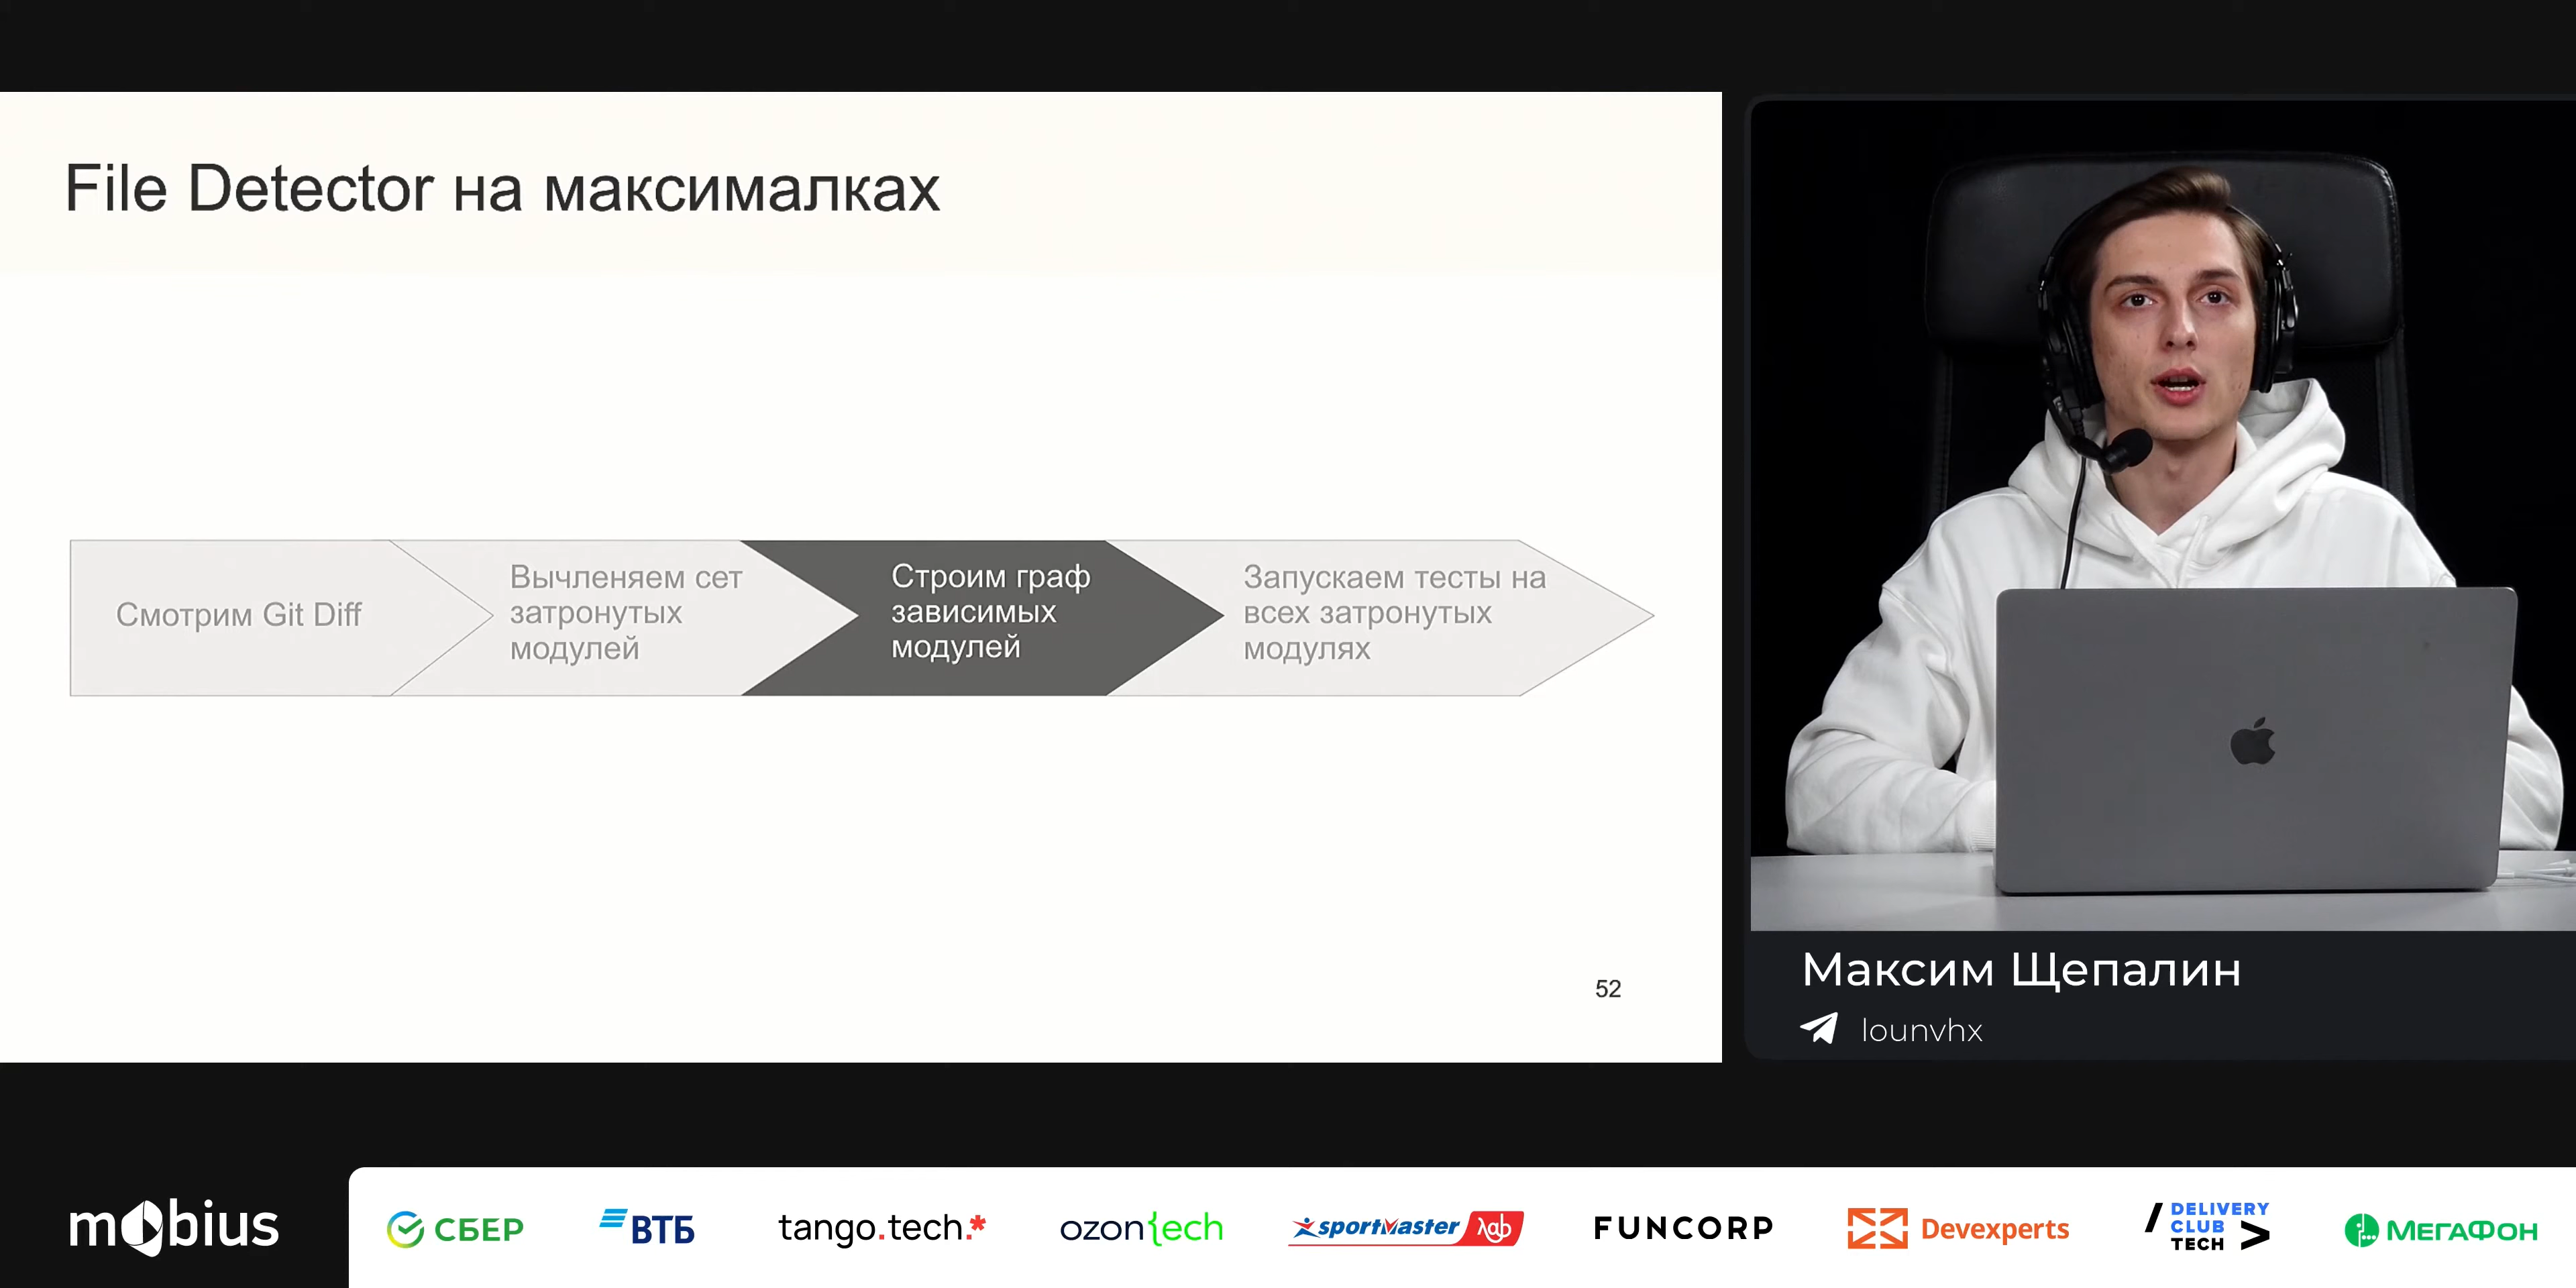 File Detector на максималках
Смотрим Git Diff
Вычленяем сет
затронутых
модулей
Строим граф
зависимых
модулей
Запускаем тесты на
всех затронутых
модулях
52
Максим Щепалин
lounvhx
mobius
СБЕР
ВТБ
tango.tech.*
ozon{ech
sportmaster lab
FUNCORP
Devexperts
/ DELIVERY
CLUB
TECH >
МЕГАФОН